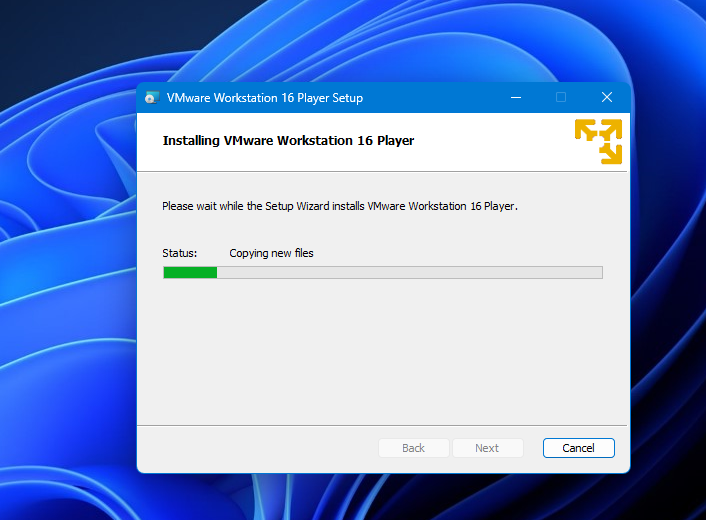 VMware Workstation 16 Player Setup
Installing VMware Workstation 16 Player
Please wait while the Setup Wizard installs VMware Workstation 16 Player.
Status: Copying new files
Back Next Cancel